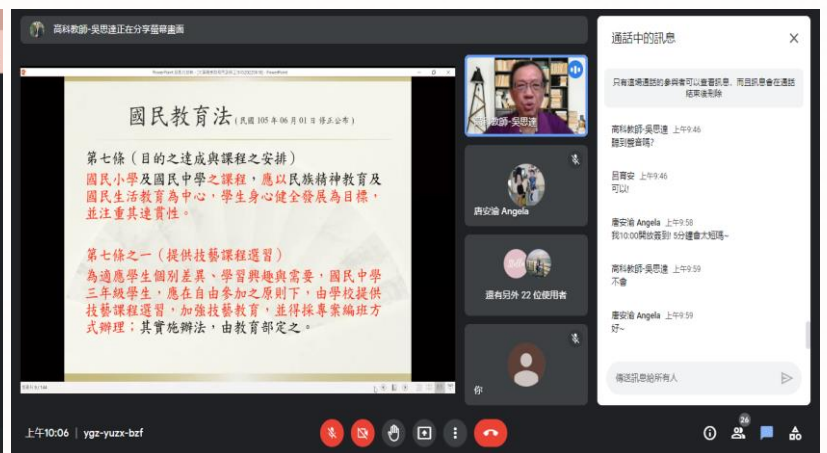 高科教師-吳思達正在分享螢幕畫面
國民教育法 (民國 105 年 06 月 01 日 修正公布)
第七條（目的之達成與課程之安排）
國民小學及國民中學之課程，應以民族精神教育及
國民生活教育為中心，學生身心健全發展為目標，
並注重其連貫性。
第七條之一（提供技藝課程選習）
為適應學生個別差異、學習興趣與需要，國民中學
三年級學生，應在自由參加之原則下，由學校提供
技藝課程選習，加強技藝教育，並得採專案編班方
式辦理；其實施辦法，由教育部定之。
高科教師-吳思達
唐安渝 Angela
還有另外 22 位使用者
你
上午10:06 | ygz-yuzx-bzf
通話中的訊息
只有這場通話的參與者可以查看訊息，而且訊息會在通話
結束後刪除
高科教師-吳思達 上午9:46
聽到聲音嗎?
上午9:46
可以!
唐安渝 Angela 上午9:58
我10:00開放簽到! 5分鐘會太短嗎~
高科教師-吳思達 上午9:59
不會
唐安渝 Angela 上午9:59
好~
傳送訊息給所有人
26